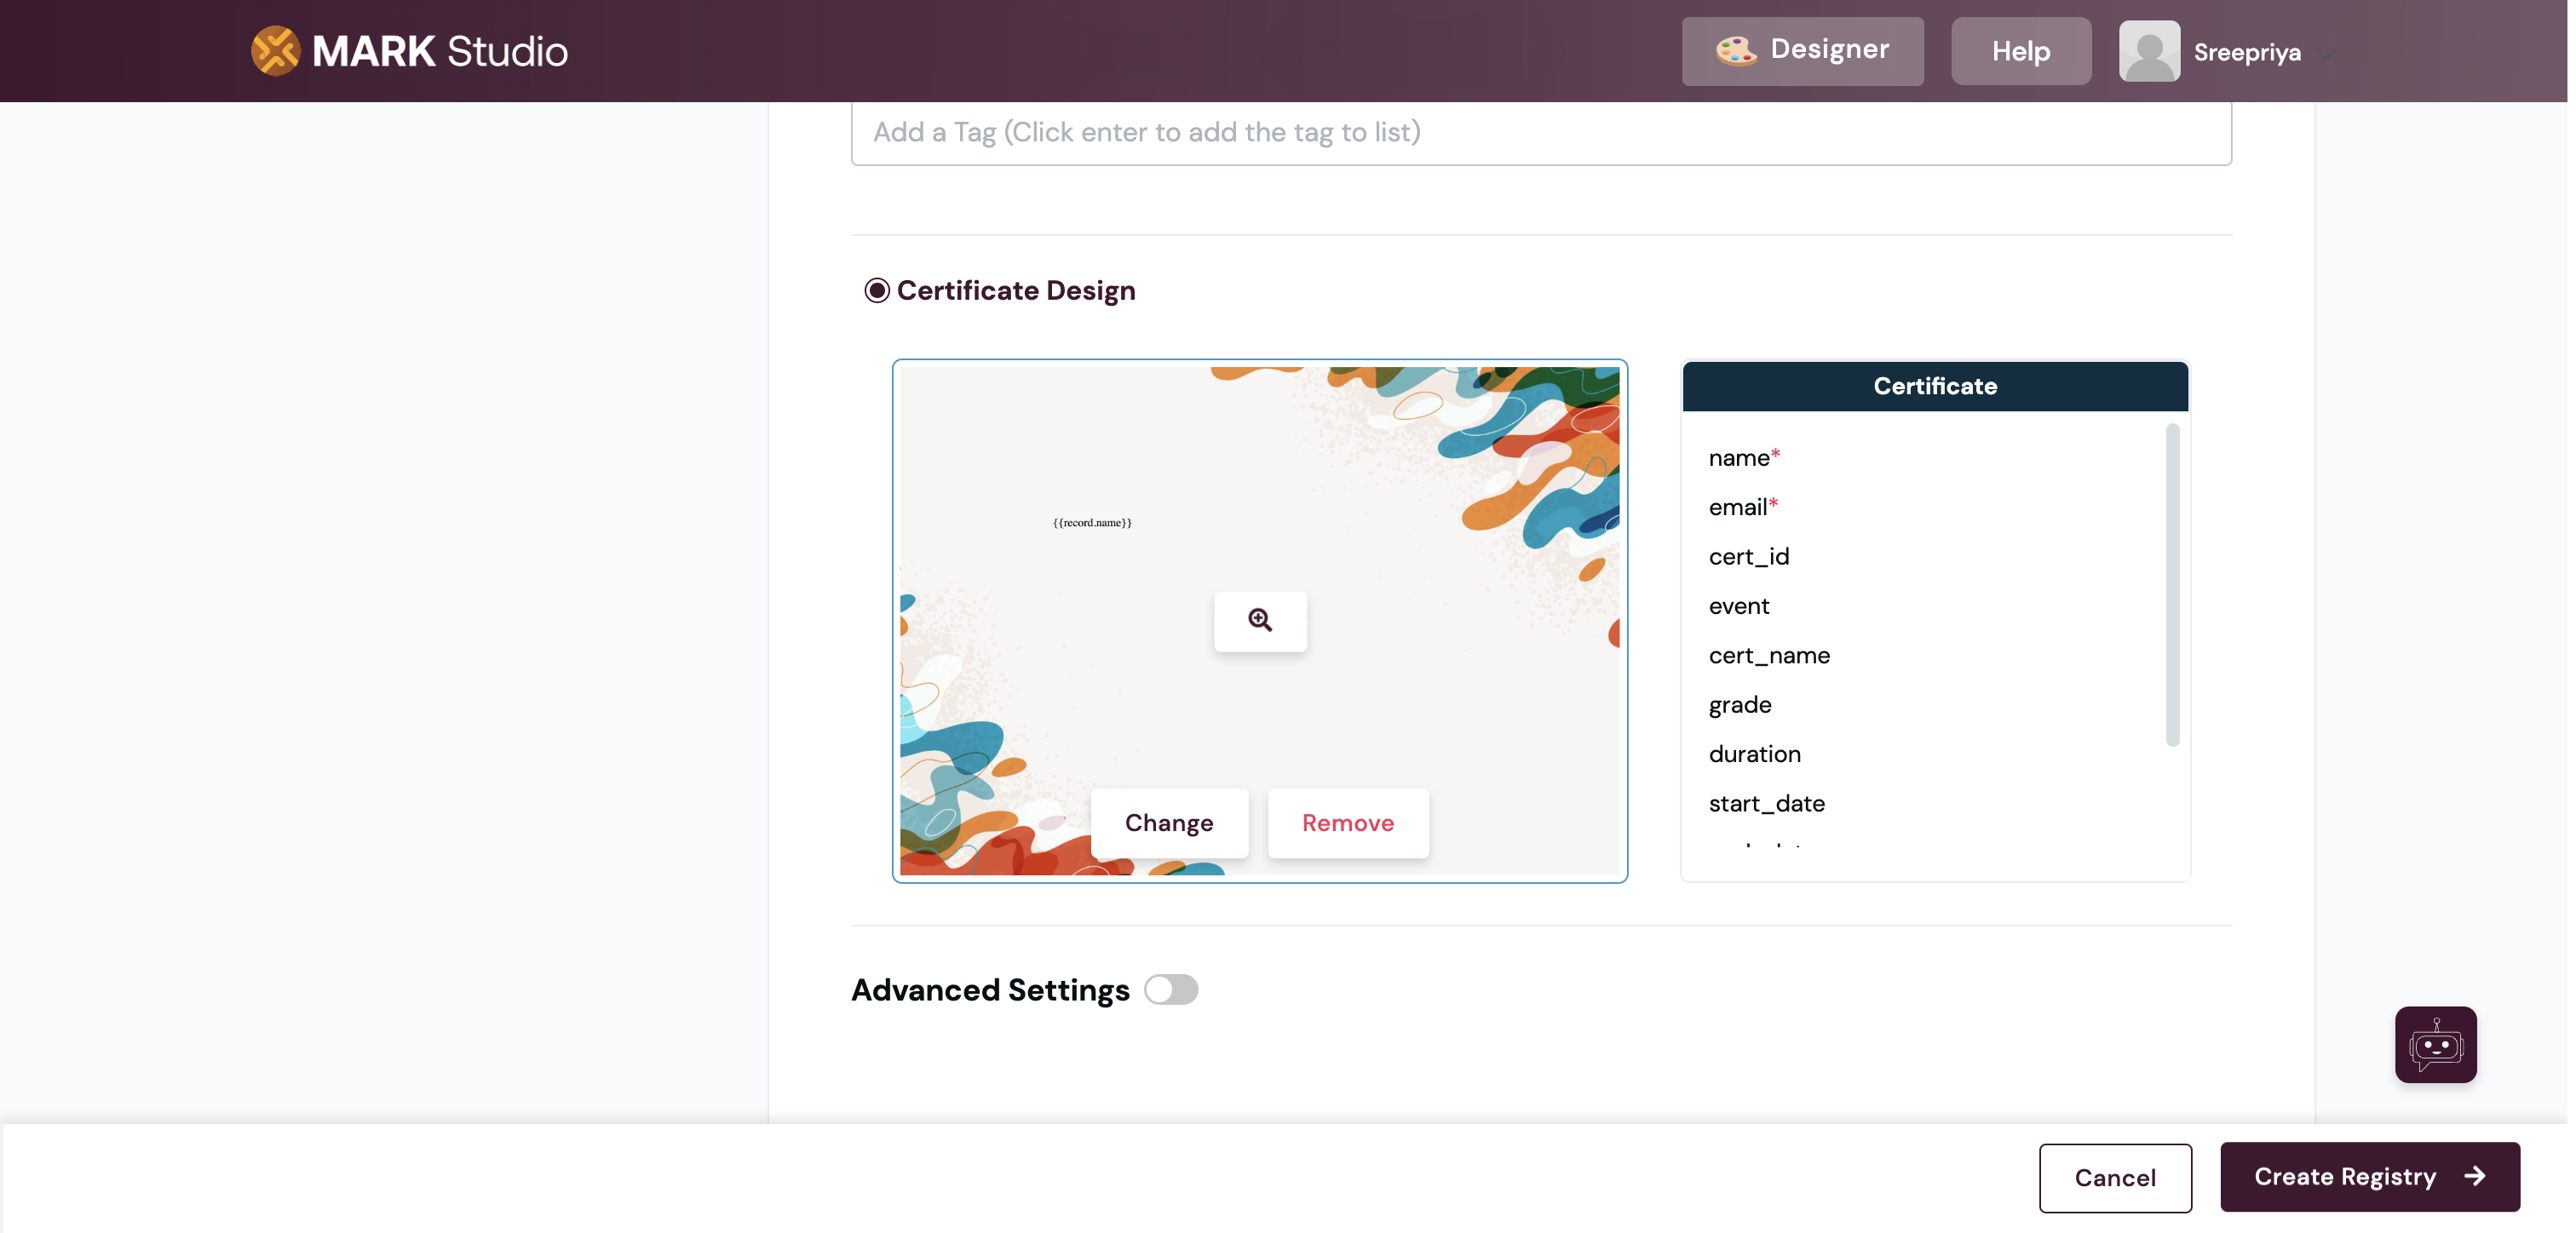 MARK Studio
Designer
Help
Sreepriya
Add a Tag (Click enter to add the tag to list)
Certificate Design
{{record.name}}
Change
Remove
Certificate
name*
email*
cert_id
event
cert_name
grade
duration
start_date
Advanced Settings
Cancel
Create Registry